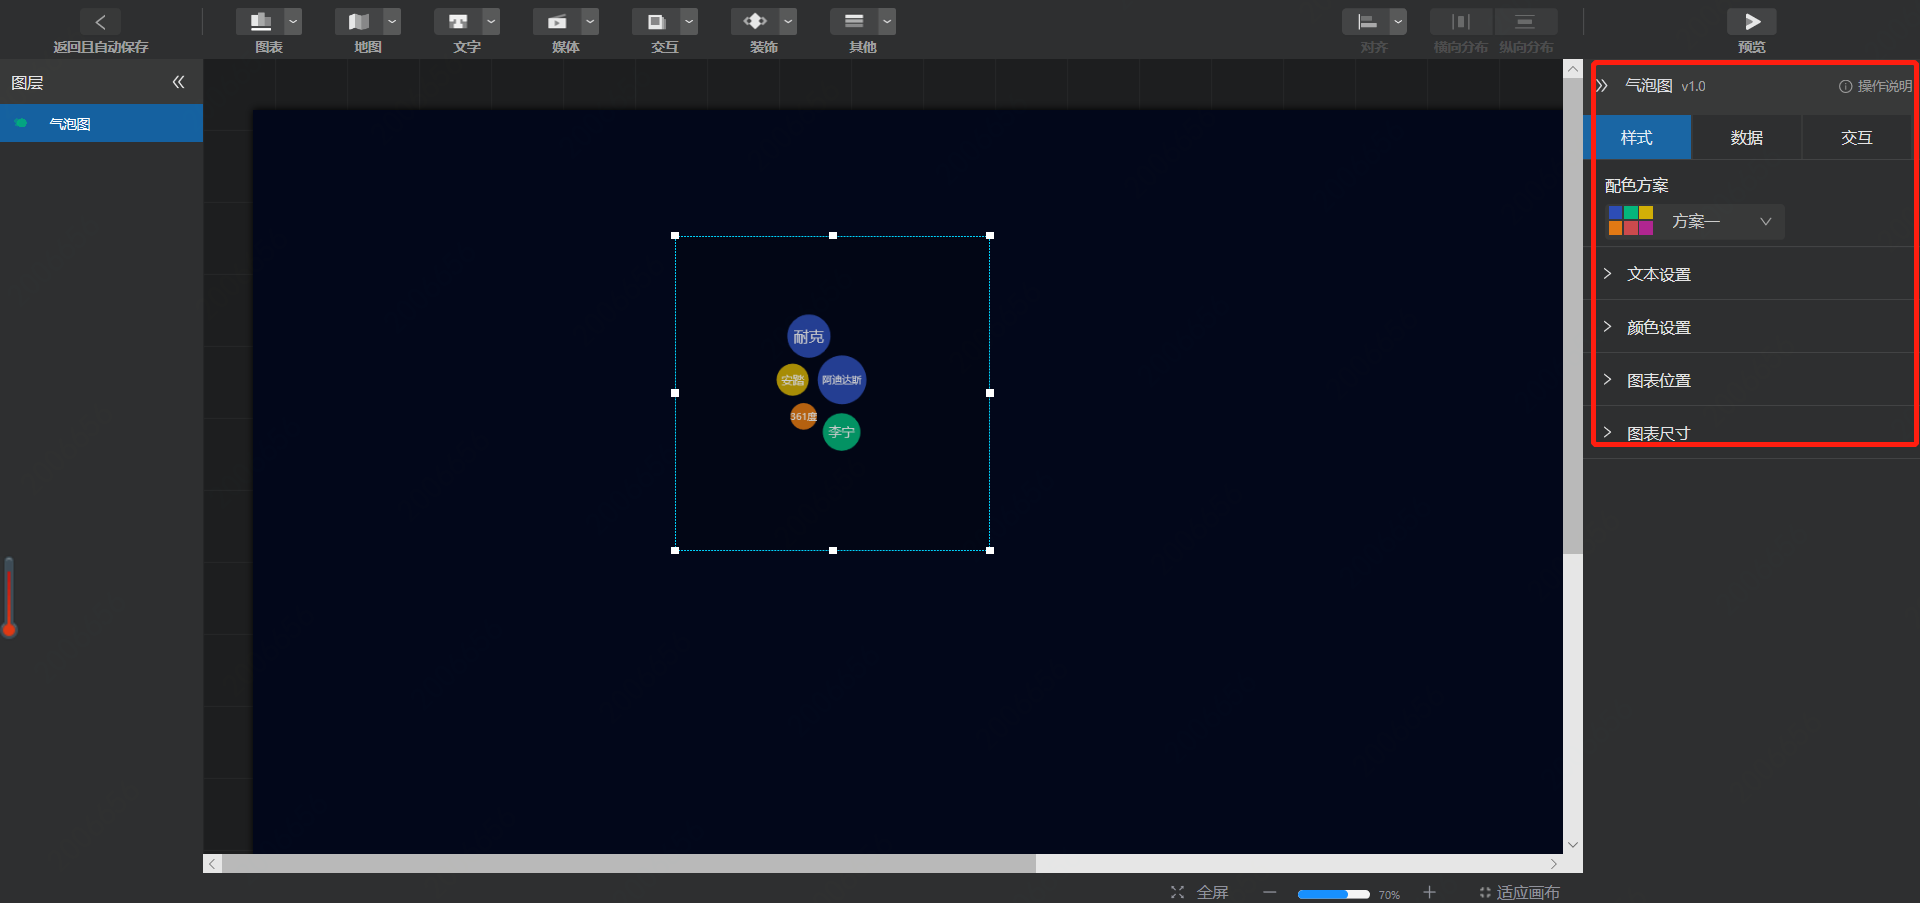 返回且自动保存
图表
地图
文字
媒体
交互
装饰
其他
对齐
横向分布
纵向分布
预览
图层
气泡图
耐克
安踏
阿迪达斯
361度
李宁
气泡图 v1.0
操作说明
样式
数据
交互
配色方案
方案一
文本设置
颜色设置
图表位置
图表尺寸
全屏
70%
适应画布